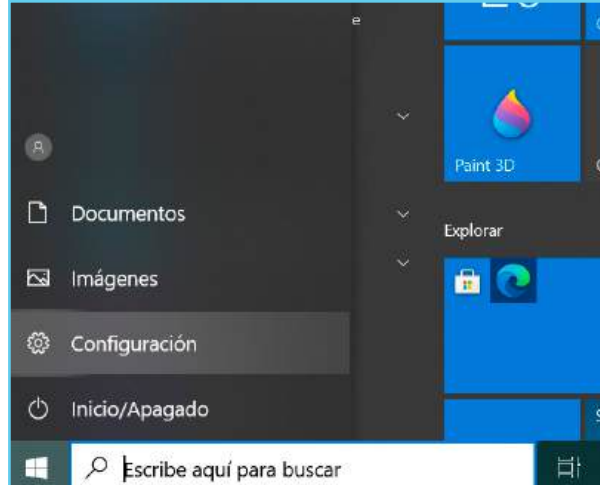 e
Paint 3D
Documentos
Explorar
Imágenes
Configuración
Inicio/Apagado
Escribe aquí para buscar